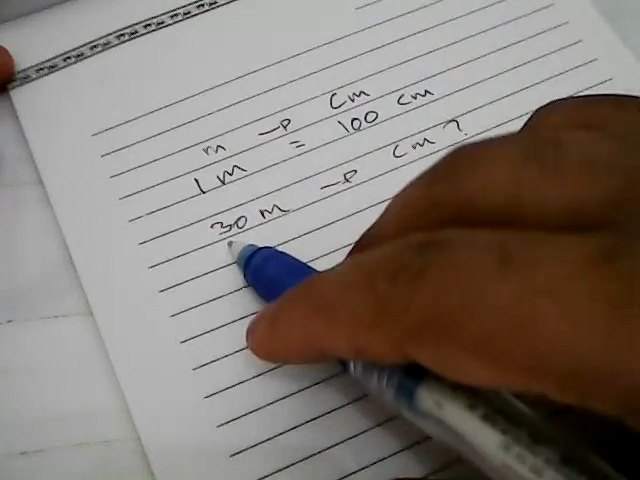 m → cm
1 m = 100 cm
30 m → cm ?